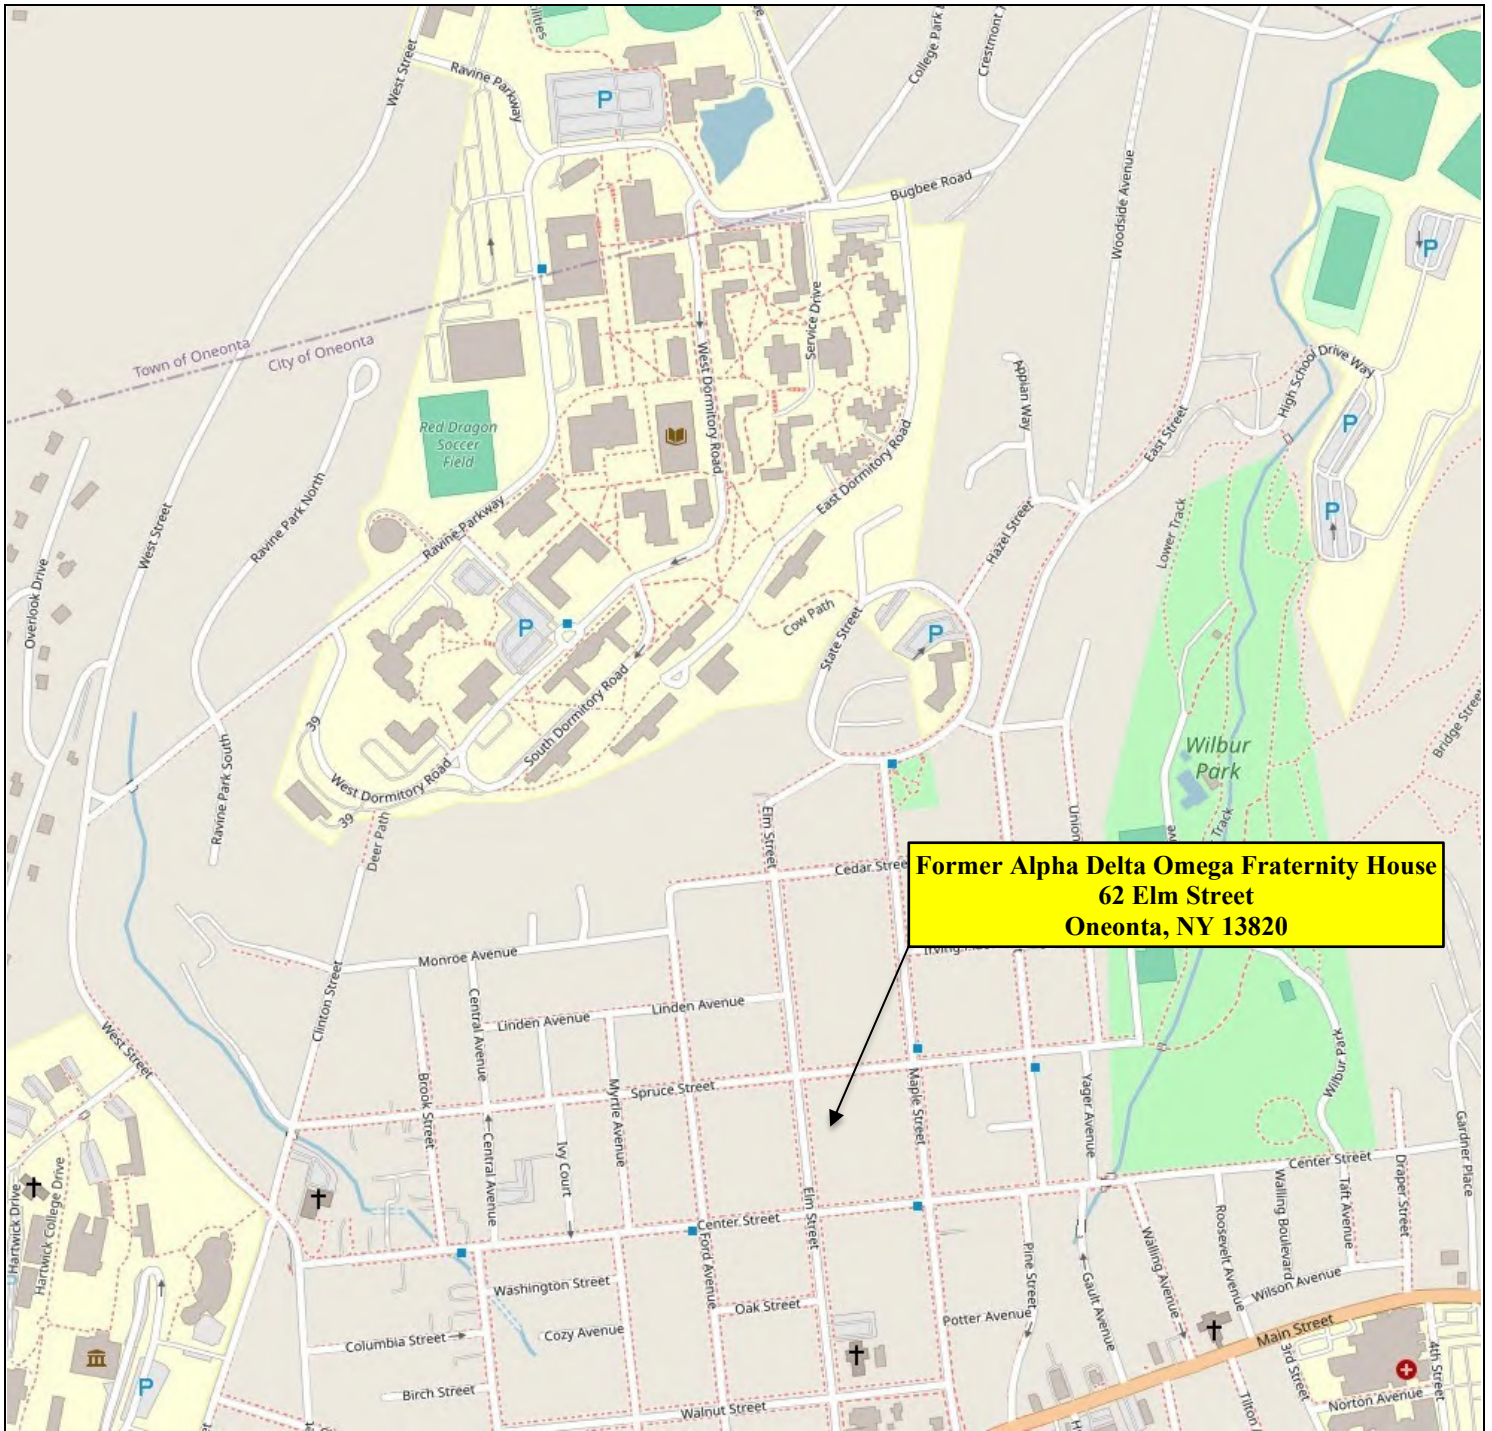 ilities
College Park
Crestmont
West Street
Ravine Parkway
P
Bugbee Road
Woodside Avenue
P
Service Drive
Town of Oneonta
City of Oneonta
West Dormitory Road
High School Drive Way
Appian Way
Red Dragon
Soccer
Field
P
East Street
East Dormitory Road
Ravine Park North
Ravine Parkway
West Street
P
Lower Track
Hazel Street
Overlook Drive
Cow Path
State Street
P
P
South Dormitory Road
39
Bridge Street
Wilbur
Park
West Dormitory Road
39
Ravine Park South
Deer Path
Elm Street
Union
Track
Cedar Stree
Former Alpha Delta Omega Fraternity House
62 Elm Street
Oneonta, NY 13820
Monroe Avenue
Clinton Street
Central Avenue
Linden Avenue
Linden Avenue
West Street
Brook Street
Myrtle Avenue
Spruce Street
Maple Street
Yager Avenue
Wilbur Park
Gardner Place
Central Avenue
Ivy Court
Elm Street
Center Street
Draper Street
Hartwick Drive
Hartwick College Drive
Center Street
Ford Avenue
Pine Street
Gault Avenue
Walling Avenue
Roosevelt Avenue
Walling Boulevard
Taft Avenue
Washington Street
Wilson Avenue
Oak Street
Potter Avenue
Columbia Street
Cozy Avenue
Main Street
3rd Street
4th Street
P
Birch Street
Walnut Street
Tilton
Norton Avenue